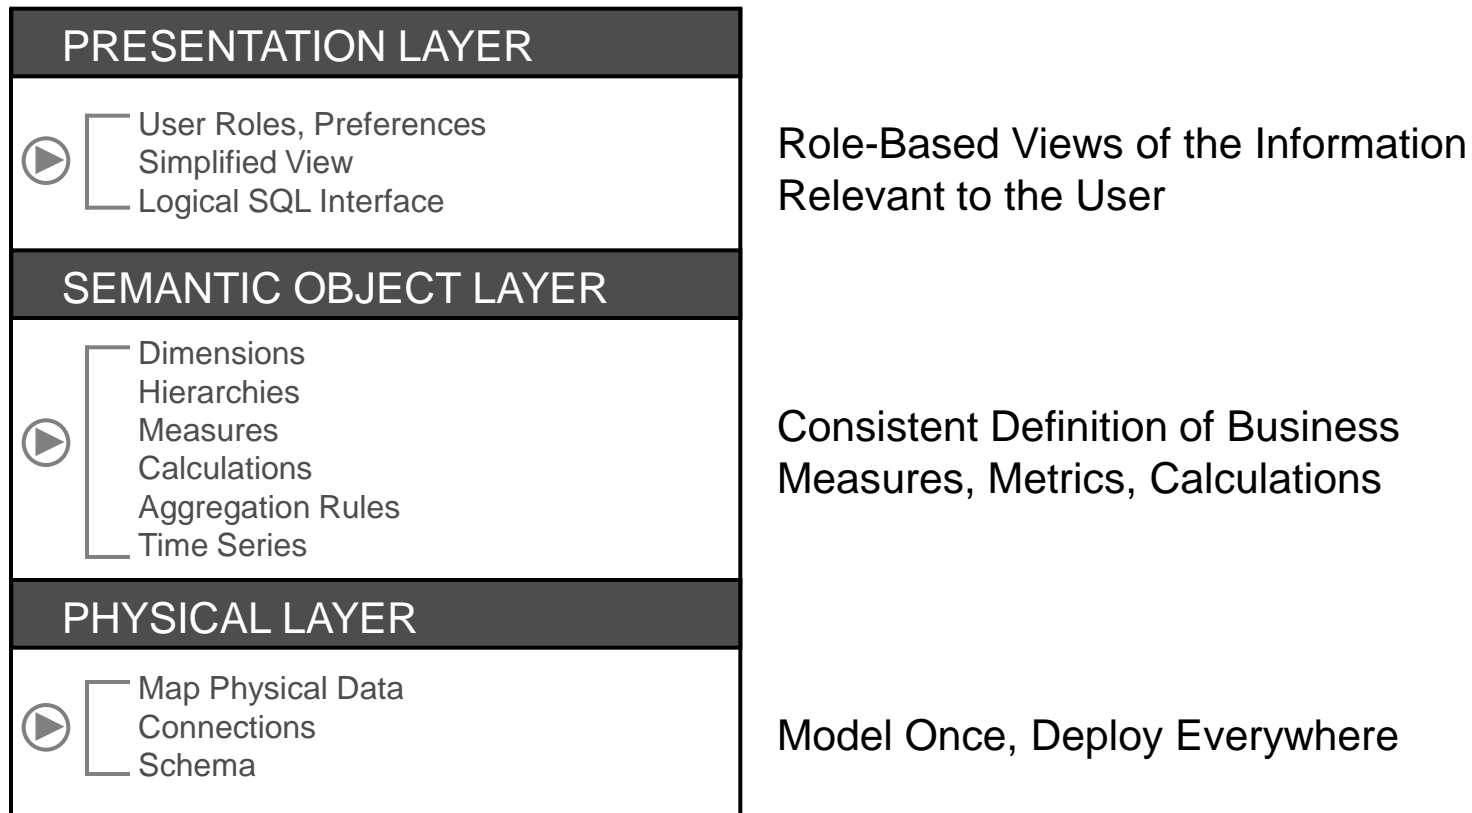 PRESENTATION LAYER
User Roles, Preferences
Simplified View
Logical SQL Interface
Role-Based Views of the Information
Relevant to the User
SEMANTIC OBJECT LAYER
Dimensions
Hierarchies
Measures
Calculations
Aggregation Rules
Time Series
Consistent Definition of Business
Measures, Metrics, Calculations
PHYSICAL LAYER
Map Physical Data
Connections
Schema
Model Once, Deploy Everywhere